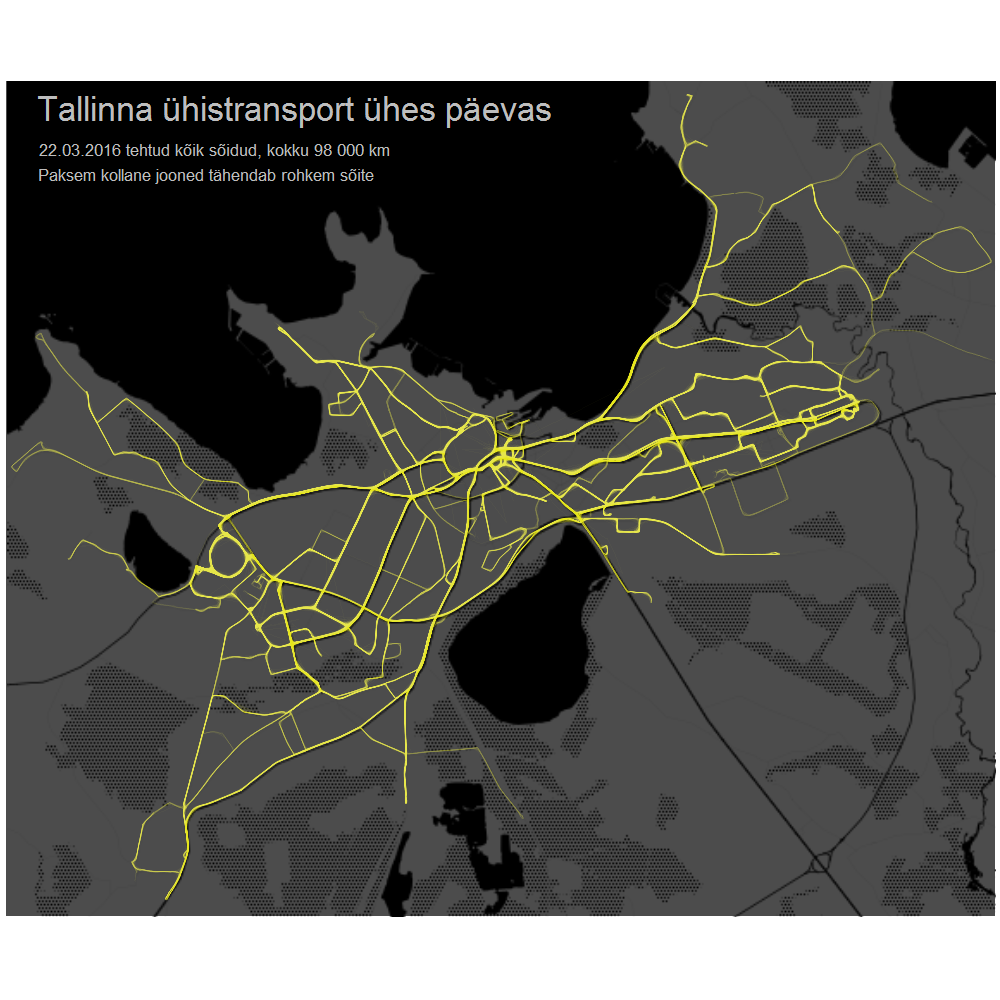 Tallinna ühistransport ühes päevas
22.03.2016 tehtud kõik sõidud, kokku 98 000 km
Paksem kollane jooned tähendab rohkem sõite